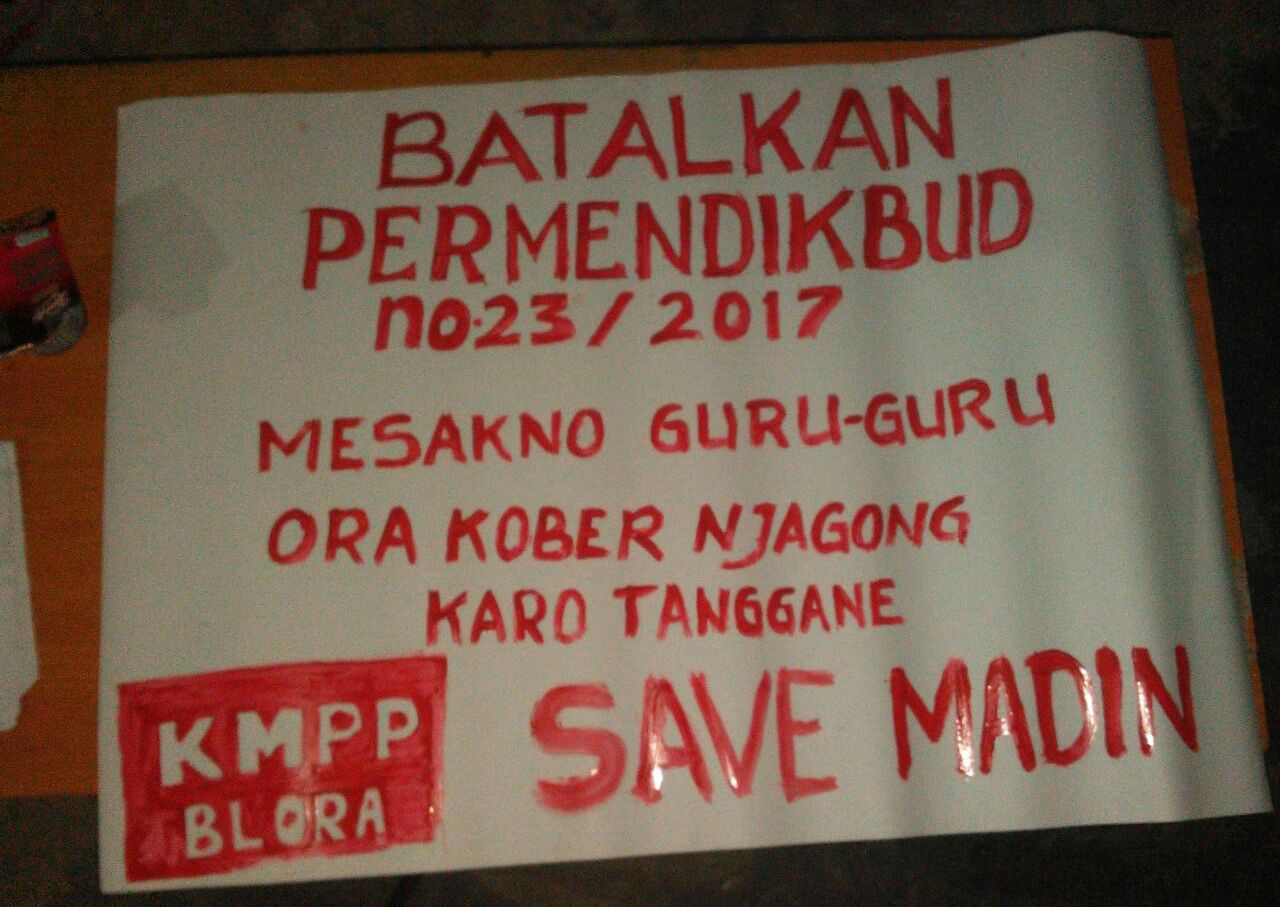 BATALKAN
PERMENDIKBUD
no.23/2017
MESAKNO GURU-GURU
ORA KOBER NJAGONG
KARO TANGGANE
SAVE MADIN
KMPP
BLORA